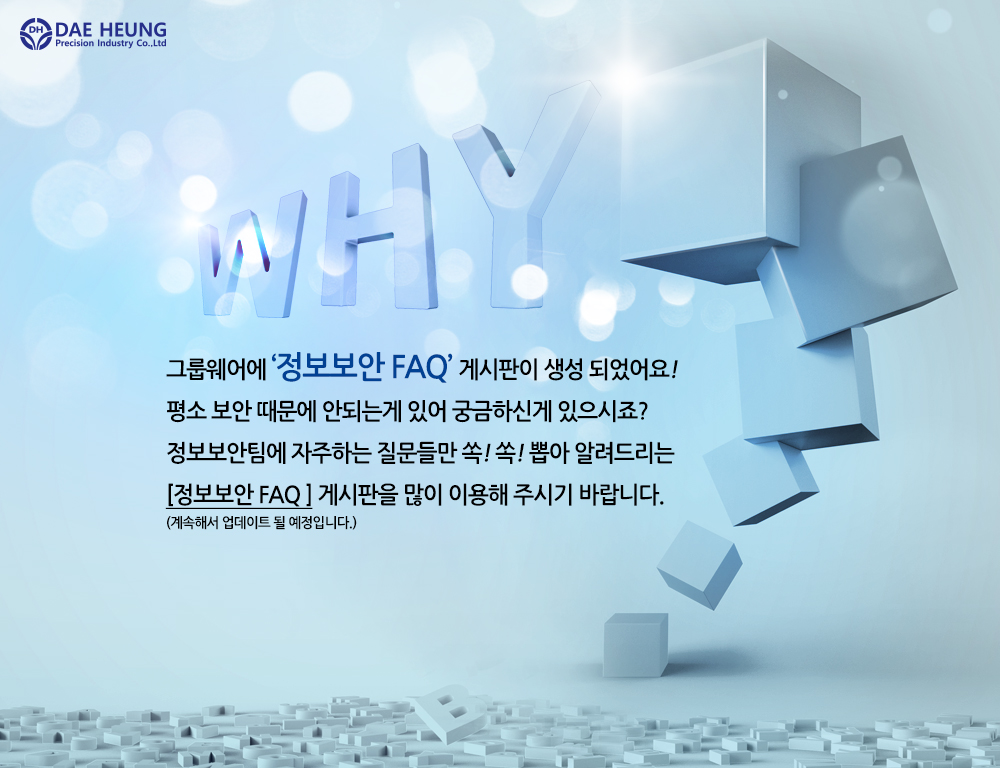 DH DAE HEUNG
Precision Industry Co.,Ltd
WHY
그룹웨어에 ‘정보보안 FAQ’ 게시판이 생성 되었어요!
평소 보안 때문에 안되는게 있어 궁금하신게 있으시죠?
정보보안팀에 자주하는 질문들만 쏙! 쏙! 뽑아 알려드리는
[정보보안 FAQ ] 게시판을 많이 이용해 주시기 바랍니다.
(계속해서 업데이트 될 예정입니다.)